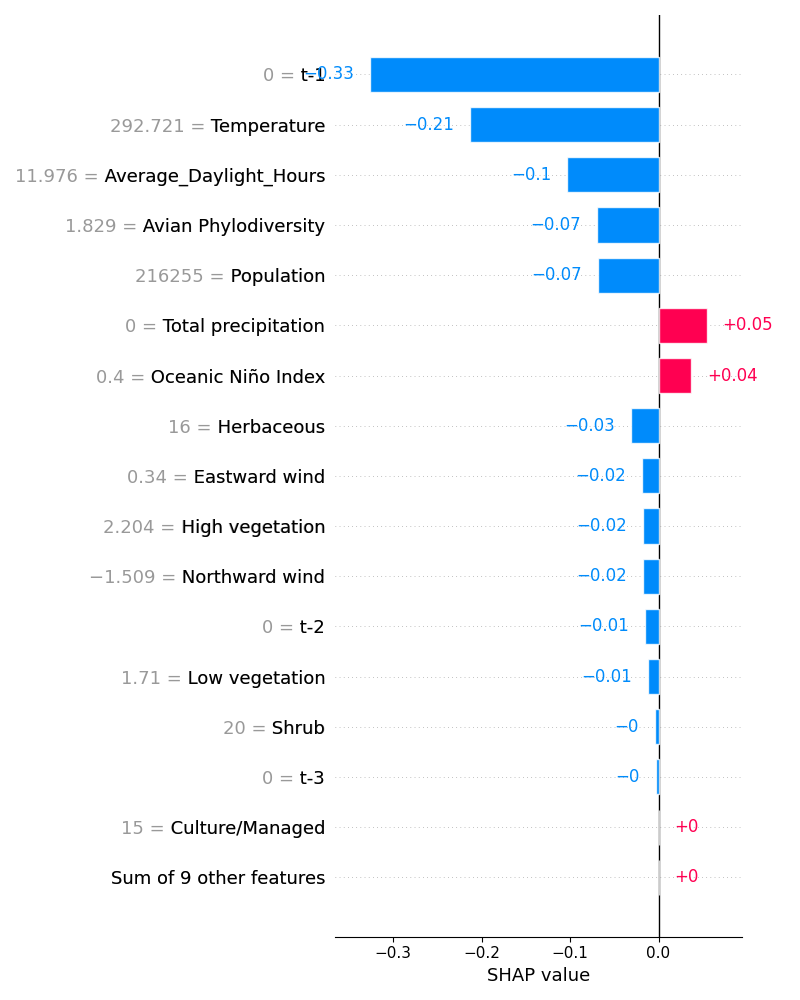 0 = t-1 −0.33
292.721 = Temperature −0.21
11.976 = Average_Daylight_Hours −0.1
1.829 = Avian Phylodiversity −0.07
216255 = Population −0.07
0 = Total precipitation +0.05
0.4 = Oceanic Niño Index +0.04
16 = Herbaceous −0.03
0.34 = Eastward wind −0.02
2.204 = High vegetation −0.02
−1.509 = Northward wind −0.02
0 = t-2 −0.01
1.71 = Low vegetation −0.01
20 = Shrub −0
0 = t-3 −0
15 = Culture/Managed +0
Sum of 9 other features +0
−0.3 −0.2 −0.1 0.0
SHAP value